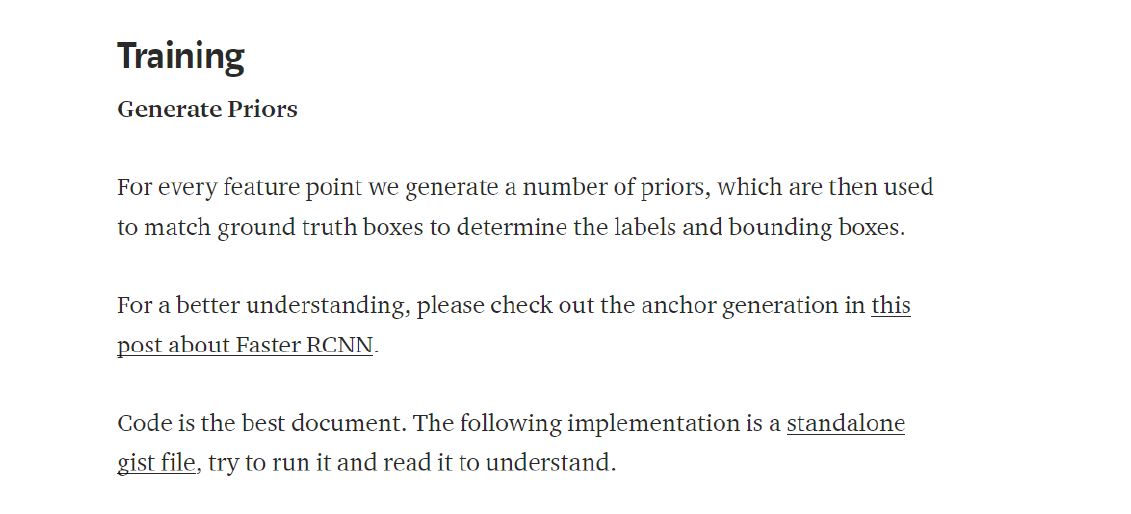 Training
Generate Priors
For every feature point we generate a number of priors, which are then used
to match ground truth boxes to determine the labels and bounding boxes.
For a better understanding, please check out the anchor generation in this
post about Faster RCNN.
Code is the best document. The following implementation is a standalone
gist file, try to run it and read it to understand.